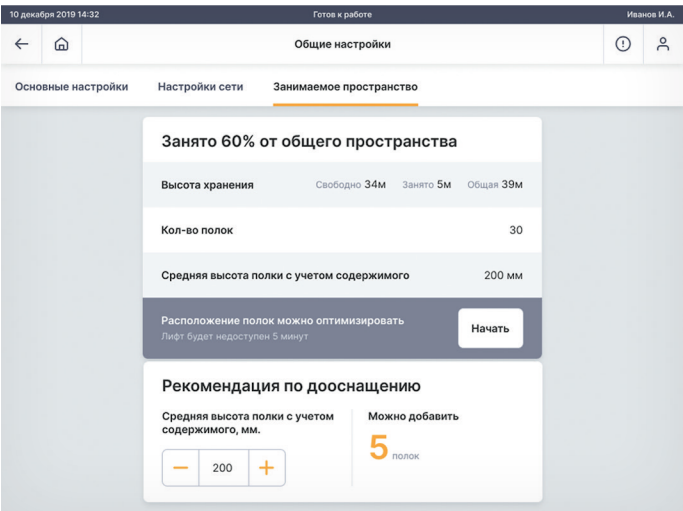 10 декабря 2019 14:32 Готов к работе Иванов И.А.
Общие настройки
Основные настройки Настройки сети Занимаемое пространство
Занято 60% от общего пространства
Высота хранения Свободно 34м Занято 5м Общая 39м
Кол-во полок 30
Средняя высота полки с учетом содержимого 200 мм
Расположение полок можно оптимизировать
Лифт будет недоступен 5 минут
Начать
Рекомендация по дооснащению
Средняя высота полки с учетом
содержимого, мм.
− 200 +
Можно добавить
5 полок